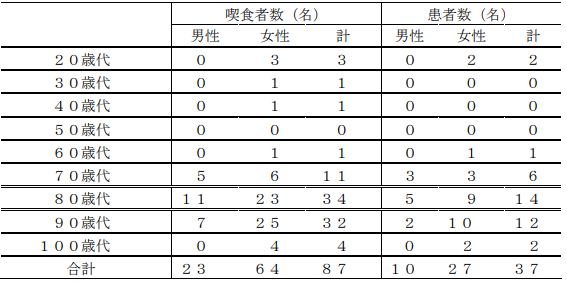 喫食者数（名） 患者数（名）
男性 女性 計 男性 女性 計
２０歳代 ０ ３ ３ ０ ２ ２
３０歳代 ０ １ １ ０ ０ ０
４０歳代 ０ １ １ ０ ０ ０
５０歳代 ０ ０ ０ ０ ０ ０
６０歳代 ０ １ １ ０ １ １
７０歳代 ５ ６ １１ ３ ３ ６
８０歳代 １１ ２３ ３４ ５ ９ １４
９０歳代 ７ ２５ ３２ ２ １０ １２
１００歳代 ０ ４ ４ ０ ２ ２
合計 ２３ ６４ ８７ １０ ２７ ３７